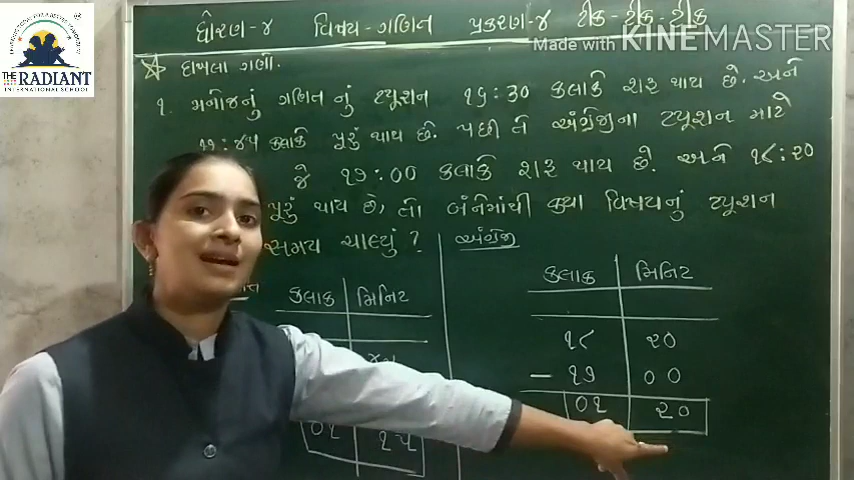 THE RADIANT
INTERNATIONAL SCHOOL
Made with KINEMASTER
ધોરણ-૪ વિષય-ગણિત પ્રકરણ-૪ ટીક-ટીક-ટીક
દાખલા ગણો.
૧. મનોજનું ગણિત નું ટ્યૂશન ૧૬:૩૦ કલાકે શરૂ થાય છે. અને
૧૭:૪૫ કલાકે પૂરું થાય છે. પછી તે અંગ્રેજીના ટ્યૂશન માટે
જે ૧૭:૦૦ કલાકે શરૂ થાય છે. અને ૧૮:૨૦
પૂરું થાય છે, તો બંનેમાંથી કયા વિષયનું ટ્યૂશન
સમય ચાલ્યું?
અંગ્રેજી
કલાક મિનિટ
૦૧ ૧૫
કલાક મિનિટ
૧૮ ૨૦
- ૧૭ ૦૦
૦૧ ૨૦